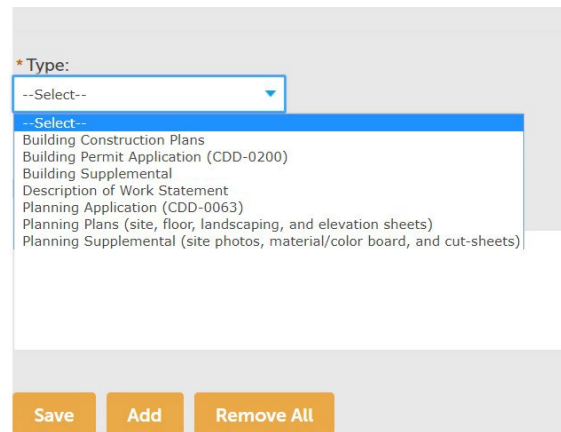 *Type:
--Select--
--Select--
Building Construction Plans
Building Permit Application (CDD-0200)
Building Supplemental
Description of Work Statement
Planning Application (CDD-0063)
Planning Plans (site, floor, landscaping, and elevation sheets)
Planning Supplemental (site photos, material/color board, and cut-sheets)
Save Add Remove All